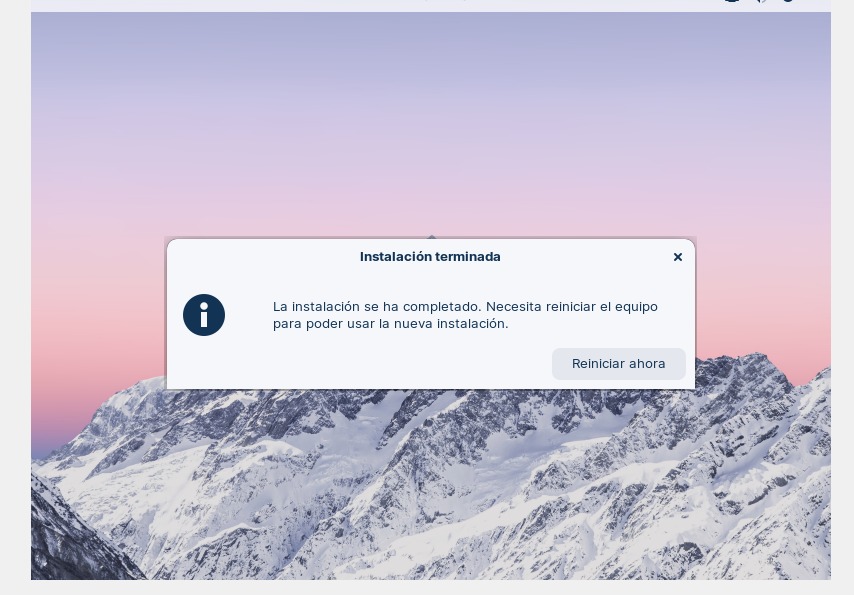 Instalación terminada
La instalación se ha completado. Necesita reiniciar el equipo
para poder usar la nueva instalación.
Reiniciar ahora